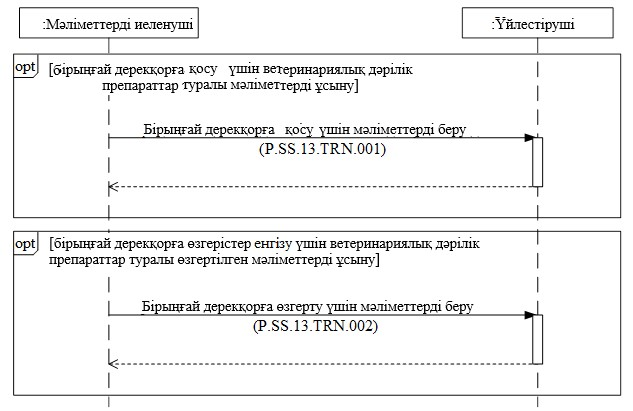 :Мәліметтерді иеленуші
:Үйлестіруші
opt
[бірыңғай дерекқорға қосу үшін ветеринариялық дәрілік
препараттар туралы мәліметтерді ұсыну]
Бірыңғай дерекқорға қосу үшін мәліметтерді беру
(P.SS.13.TRN.001)
opt
[бірыңғай дерекқорға өзгерістер енгізу үшін ветеринариялық дәрілік
препараттар туралы өзгертілген мәліметтерді ұсыну]
Бірыңғай дерекқорға өзгерту үшін мәліметтерді беру
(P.SS.13.TRN.002)